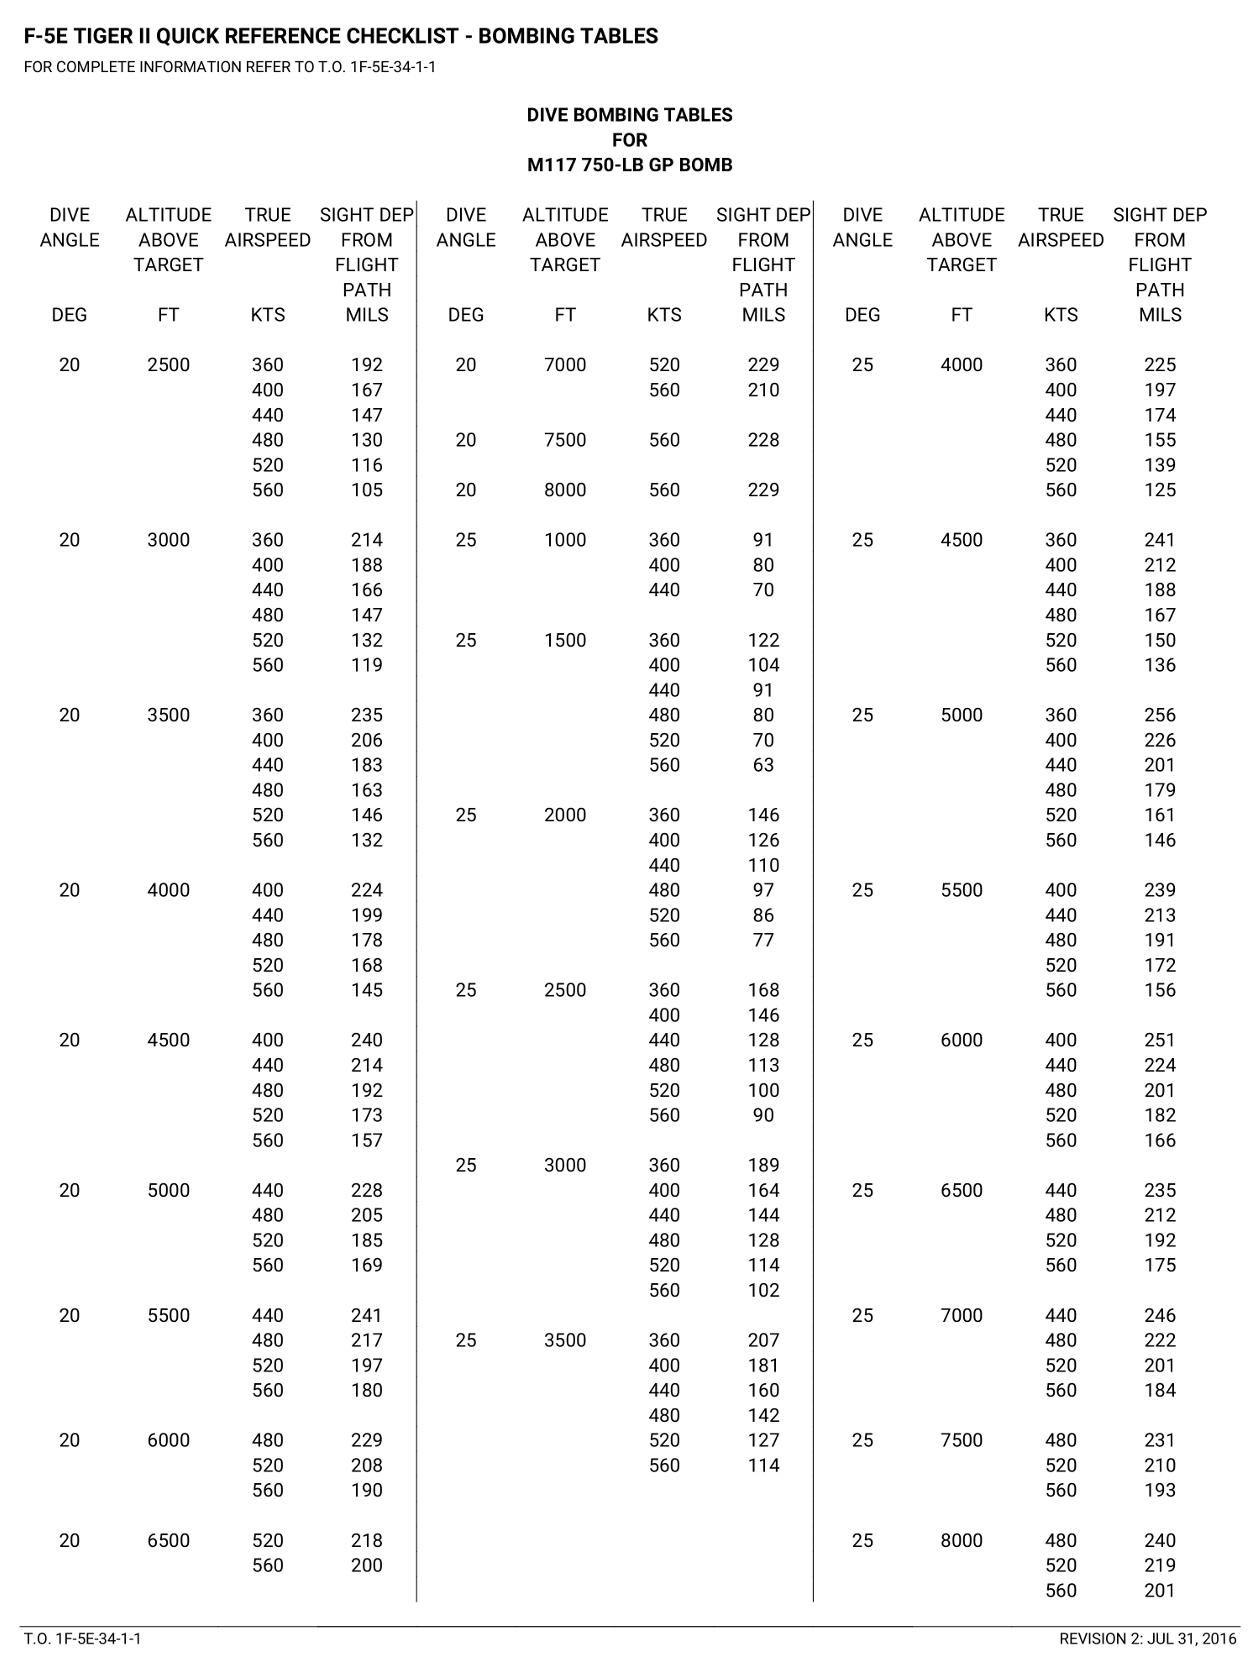 F-5E TIGER II QUICK REFERENCE CHECKLIST - BOMBING TABLES
FOR COMPLETE INFORMATION REFER TO T.O. 1F-5E-34-1-1
DIVE BOMBING TABLES
FOR
M117 750-LB GP BOMB
DIVE ALTITUDE TRUE SIGHT DEP DIVE ALTITUDE TRUE SIGHT DEP DIVE ALTITUDE TRUE SIGHT DEP
ANGLE ABOVE AIRSPEED FROM ANGLE ABOVE AIRSPEED FROM ANGLE ABOVE AIRSPEED FROM
TARGET FLIGHT TARGET FLIGHT TARGET FLIGHT
PATH PATH PATH
DEG FT KTS MILS DEG FT KTS MILS DEG FT KTS MILS
20 2500 360 192 20 7000 520 229 25 4000 360 225
400 167 560 210 400 197
440 147 440 174
480 130 20 7500 560 228 480 155
520 116 520 139
560 105 20 8000 560 229 560 125
20 3000 360 214 25 1000 360 91 25 4500 360 241
400 188 400 80 400 212
440 166 440 70 440 188
480 147 480 167
520 132 25 1500 360 122 520 150
560 119 400 104 560 136
440 91
20 3500 360 235 480 80 25 5000 360 256
400 206 520 70 400 226
440 183 560 63 440 201
480 163 480 179
520 146 25 2000 360 146 520 161
560 132 400 126 560 146
440 110
20 4000 400 224 480 97 25 5500 400 239
440 199 520 86 440 213
480 178 560 77 480 191
520 168 520 172
560 145 25 2500 360 168 560 156
400 146
20 4500 400 240 440 128 25 6000 400 251
440 214 480 113 440 224
480 192 520 100 480 201
520 173 560 90 520 182
560 157 560 166
25 3000 360 189
20 5000 440 228 400 164 25 6500 440 235
480 205 440 144 480 212
520 185 480 128 520 192
560 169 520 114 560 175
560 102
20 5500 440 241 25 7000 440 246
480 217 25 3500 360 207 480 222
520 197 400 181 520 201
560 180 440 160 560 184
480 142
20 6000 480 229 520 127 25 7500 480 231
520 208 560 114 520 210
560 190 560 193
20 6500 520 218 25 8000 480 240
560 200 520 219
560 201
T.O. 1F-5E-34-1-1 REVISION 2: JUL 31, 2016